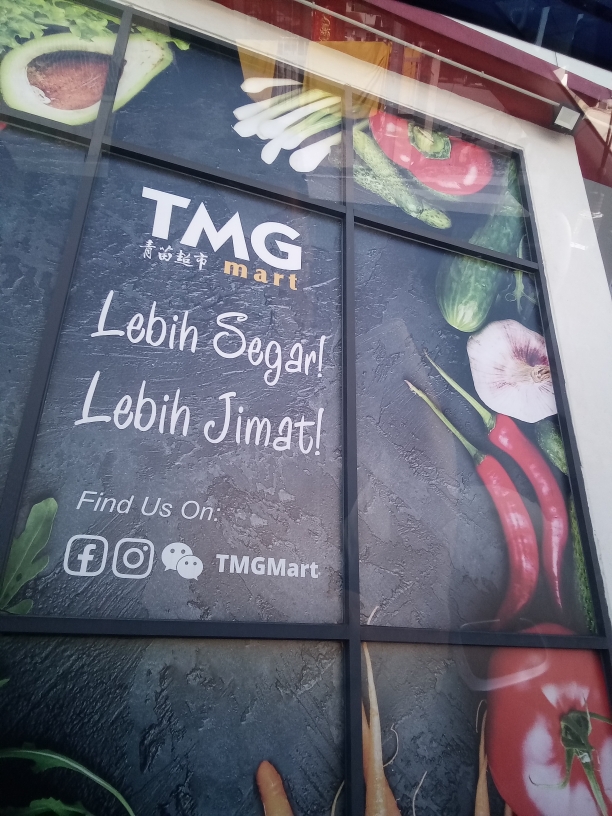 TMG
青苗超市 mart
Lebih Segar!
Lebih Jimat!
Find Us On:
TMGMart